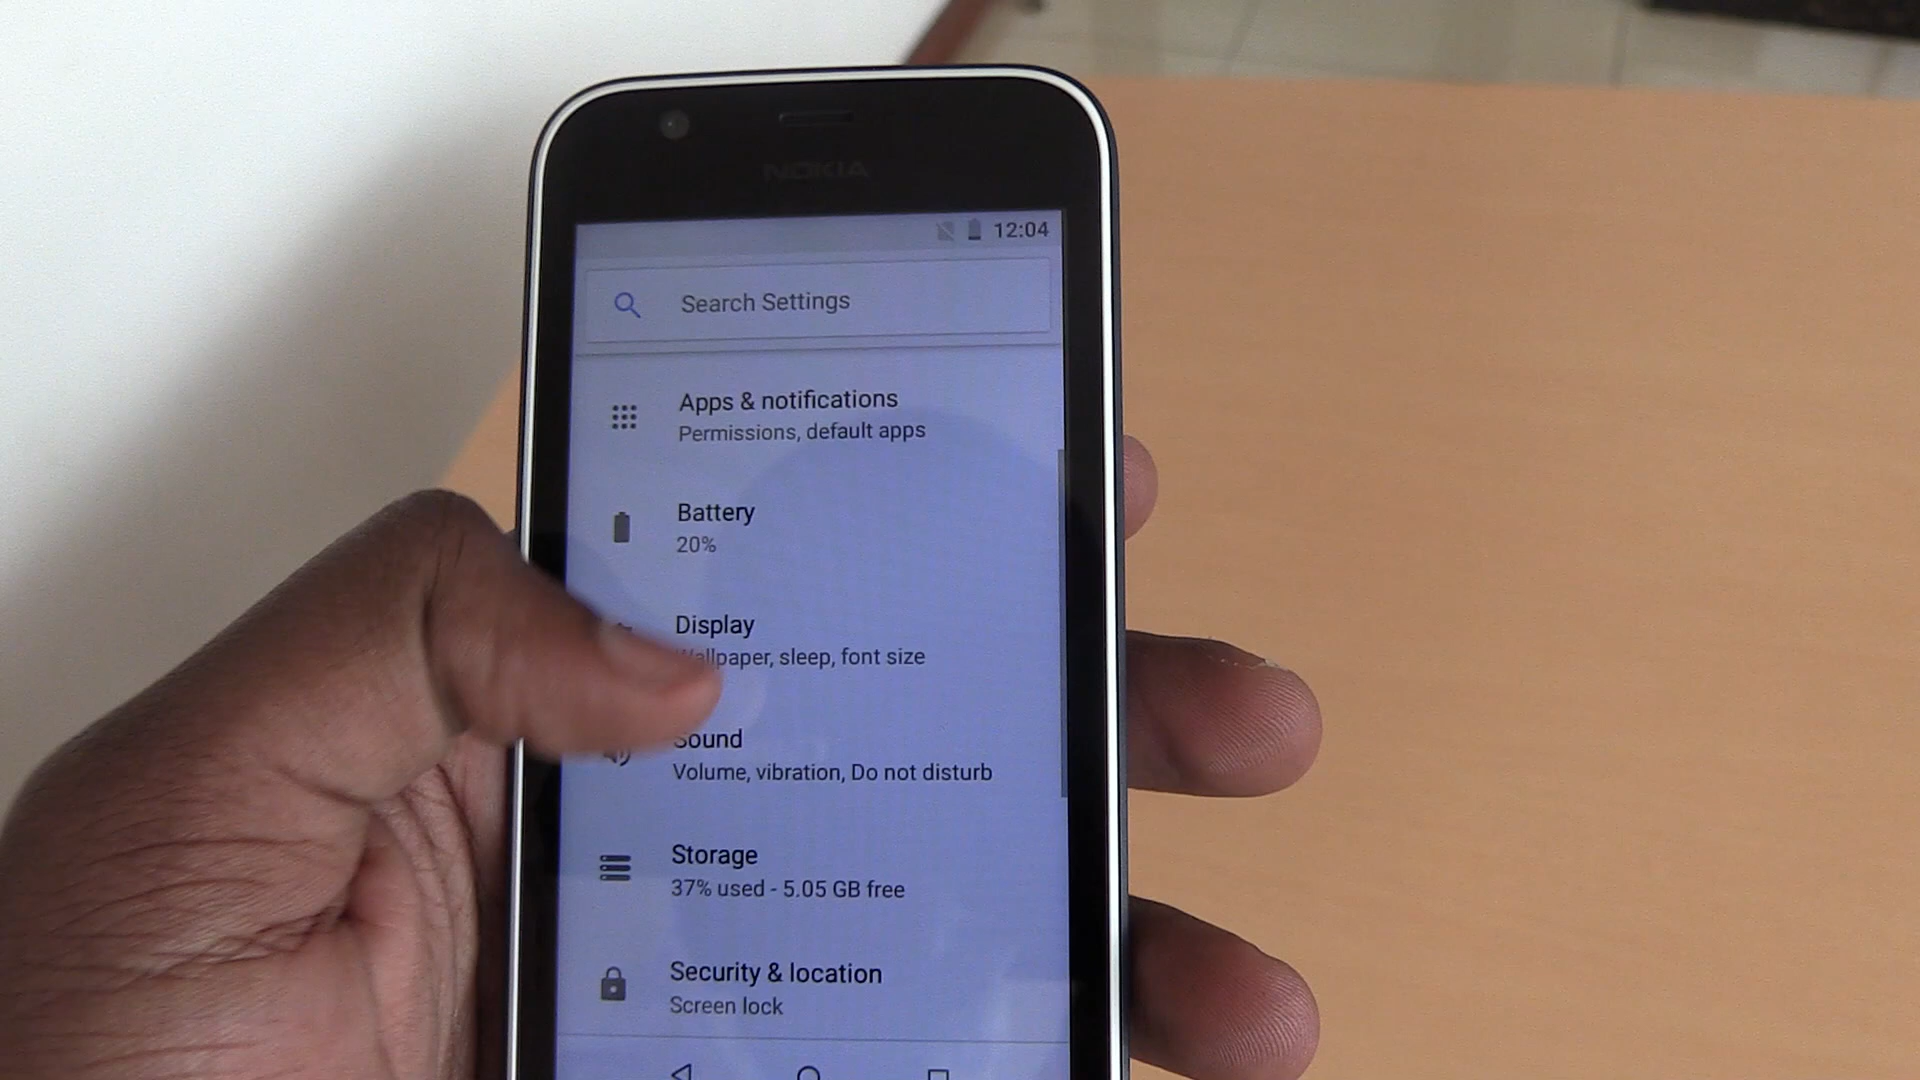 NOKIA
12:04
Search Settings
Apps & notifications
Permissions, default apps
Battery
20%
Display
Wallpaper, sleep, font size
Sound
Volume, vibration, Do not disturb
Storage
37% used - 5.05 GB free
Security & location
Screen lock